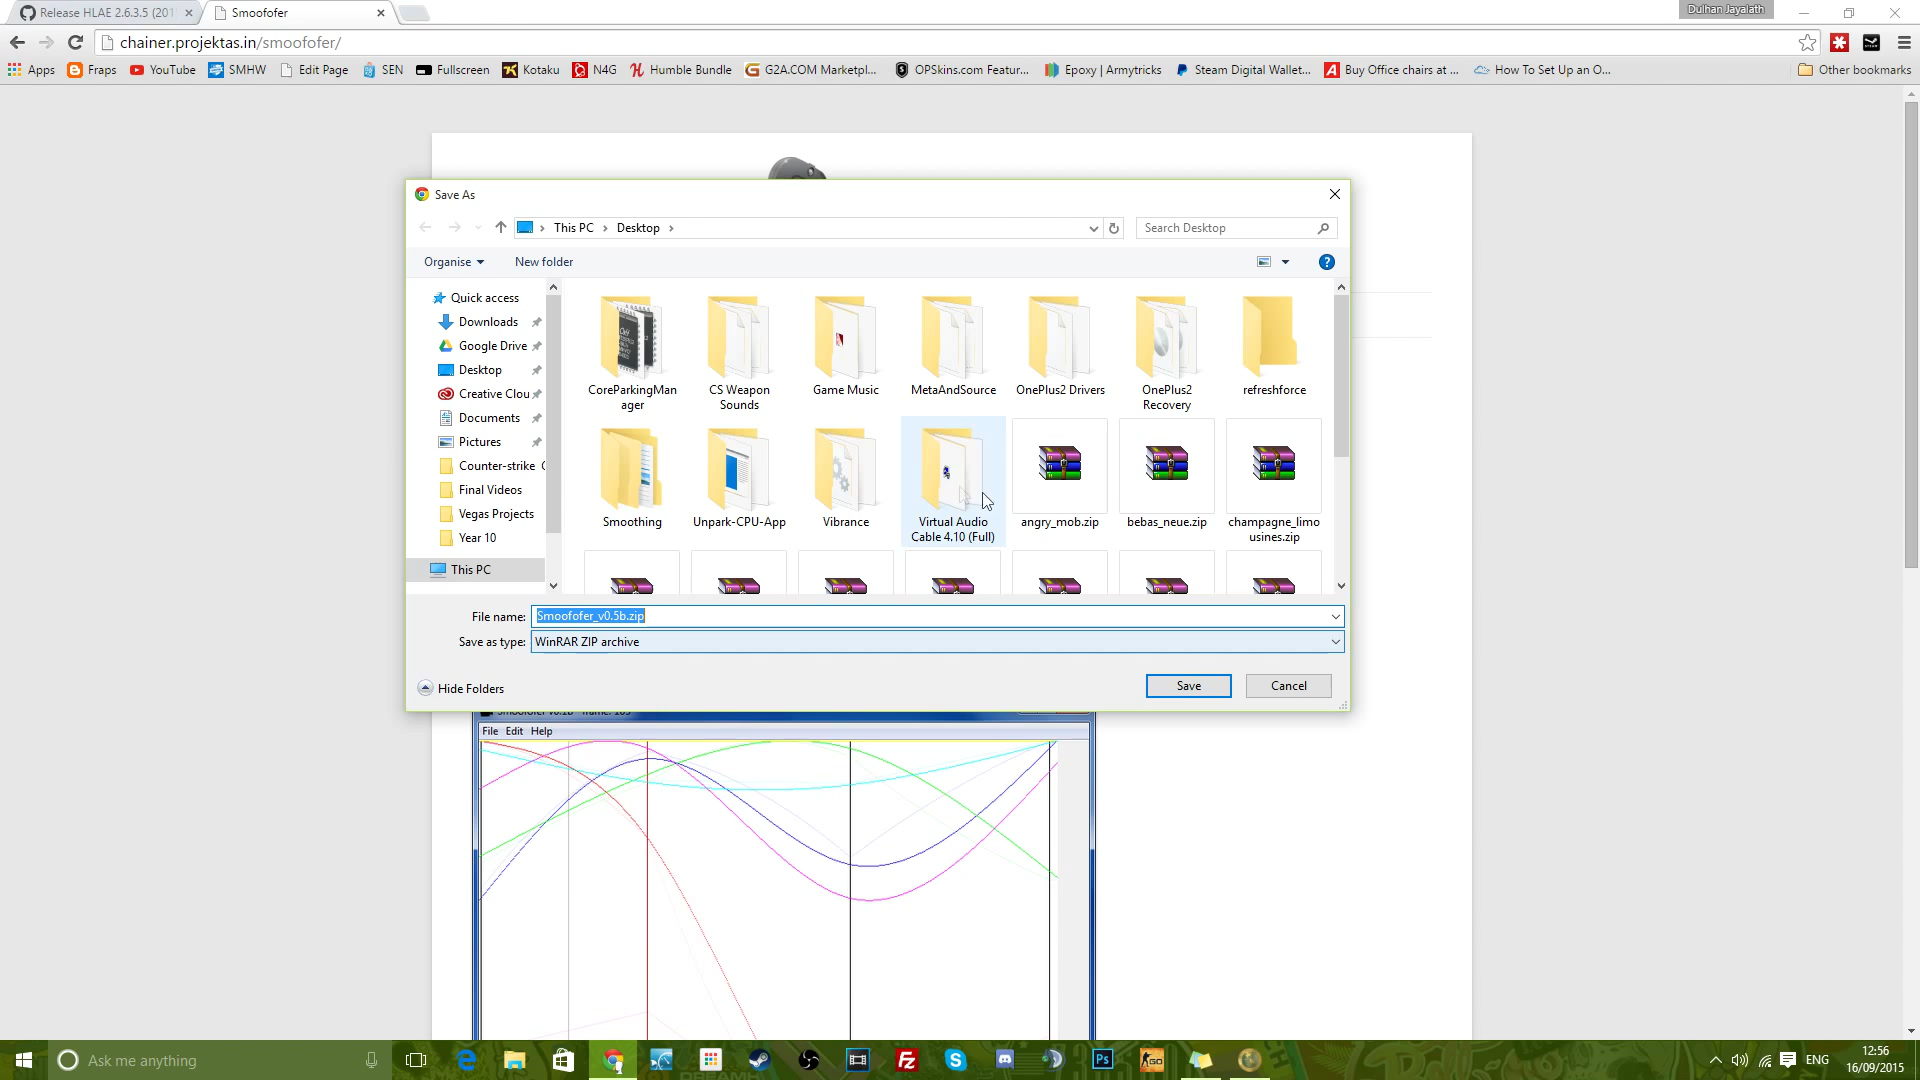 Release HLAE 2.6.3.5 (201
Smoofofer
Dulhan Jayalath
chainer.projektas.in/smoofofer/
Apps
Fraps
YouTube
SMHW
Edit Page
SEN
Fullscreen
Kotaku
N4G
Humble Bundle
G2A.COM Marketpl...
OPSkins.com Featur...
Epoxy | Armytricks
Steam Digital Wallet...
Buy Office chairs at ...
How To Set Up an O...
Other bookmarks
Save As
This PC
Desktop
Search Desktop
Organise
New folder
Quick access
Downloads
Google Drive
Desktop
Creative Clou
Documents
Pictures
Counter-strike
Final Videos
Vegas Projects
Year 10
This PC
CoreParkingMan
ager
CS Weapon
Sounds
Game Music
MetaAndSource
OnePlus2 Drivers
OnePlus2
Recovery
refreshforce
Smoothing
Unpark-CPU-App
Vibrance
Virtual Audio
Cable 4.10 (Full)
angry_mob.zip
bebas_neue.zip
champagne_limo
usines.zip
File name:
Smoofofer_v0.5b.zip
Save as type:
WinRAR ZIP archive
Hide Folders
Save
Cancel
File Edit Help
Ask me anything
ENG
12:56
16/09/2015